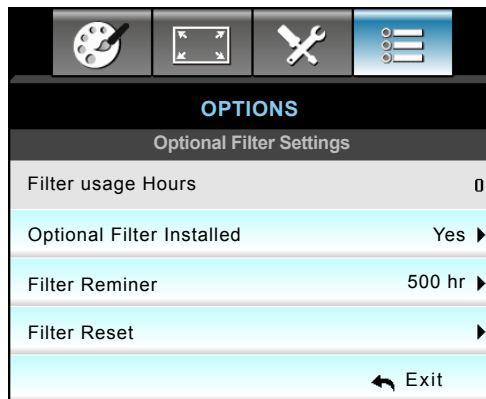 OPTIONS
Optional Filter Settings
Filter usage Hours 0
Optional Filter Installed Yes
Filter Reminer 500 hr
Filter Reset
Exit